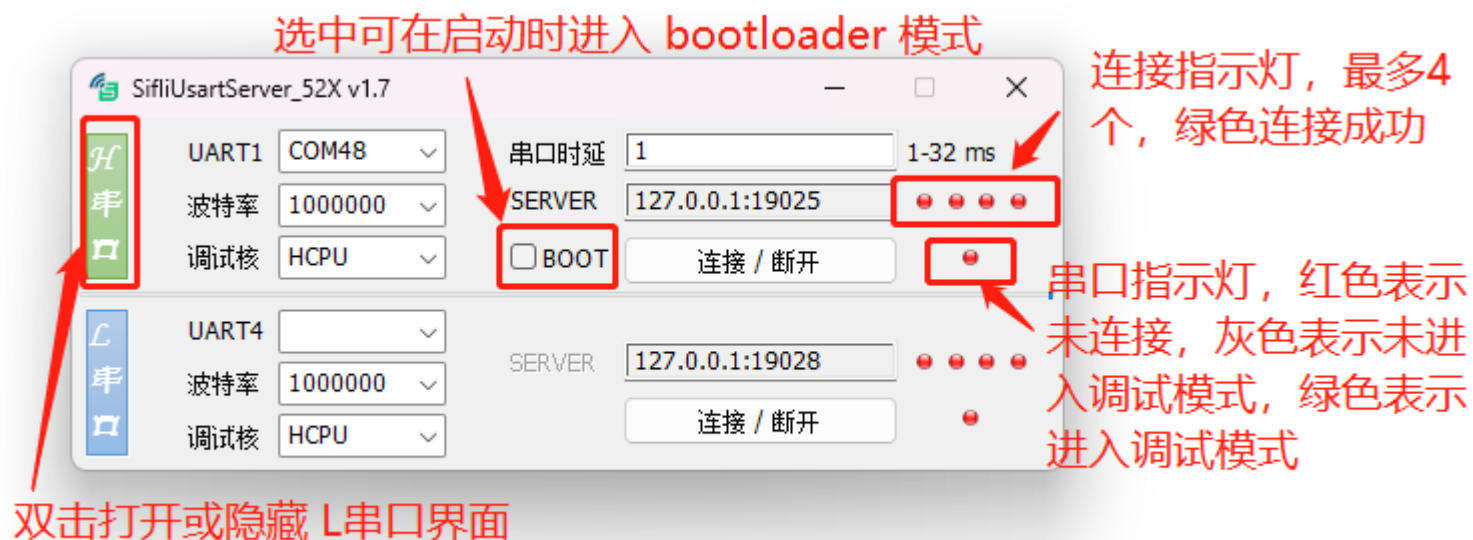 选中可在启动时进入 bootloader 模式
SifliUsartServer_52X v1.7
连接指示灯，最多4
个，绿色连接成功
H
串
口
UART1 COM48 串口时延 1 1-32 ms
波特率 1000000 SERVER 127.0.0.1:19025
调试核 HCPU BOOT 连接 / 断开
串口指示灯，红色表示
未连接，灰色表示未进
入调试模式，绿色表示
进入调试模式
L
串
口
UART4 SERVER 127.0.0.1:19028
波特率 1000000
调试核 HCPU 连接 / 断开
双击打开或隐藏 L串口界面